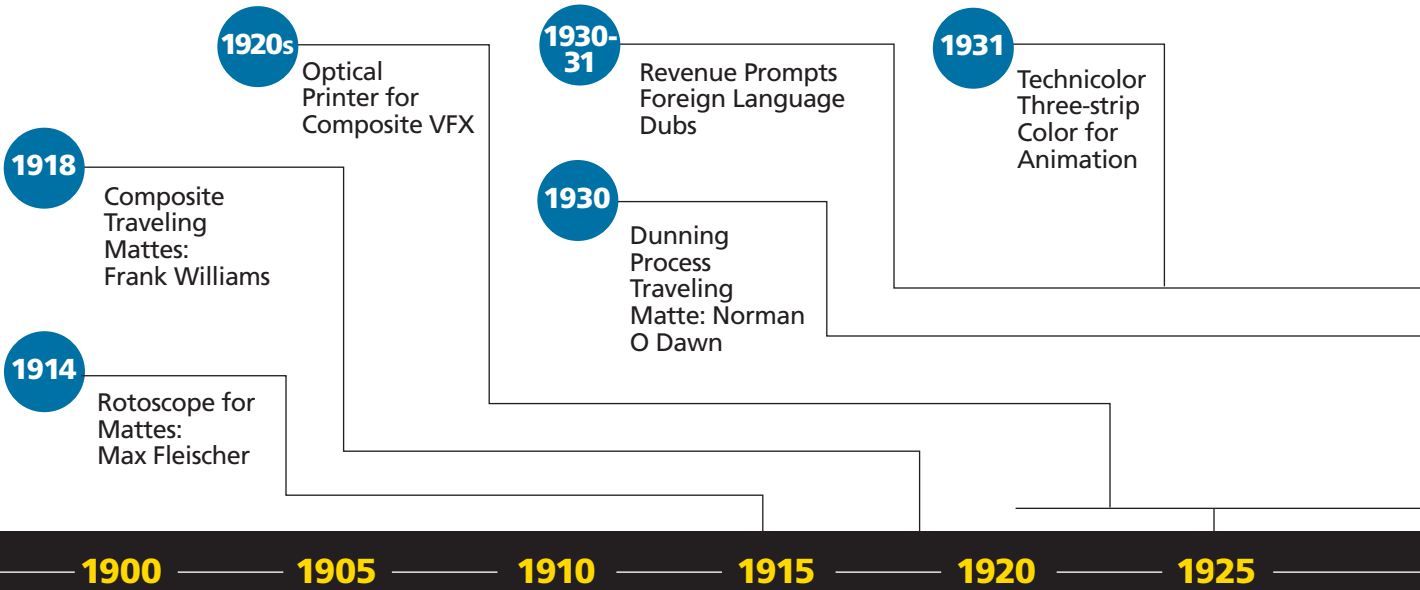 1920s
Optical
Printer for
Composite VFX
1930-
31
Revenue Prompts
Foreign Language
Dubs
1931
Technicolor
Three-strip
Color for
Animation
1918
Composite
Traveling
Mattes:
Frank Williams
1930
Dunning
Process
Traveling
Matte: Norman
O Dawn
1914
Rotoscope for
Mattes:
Max Fleischer
1900
1905
1910
1915
1920
1925